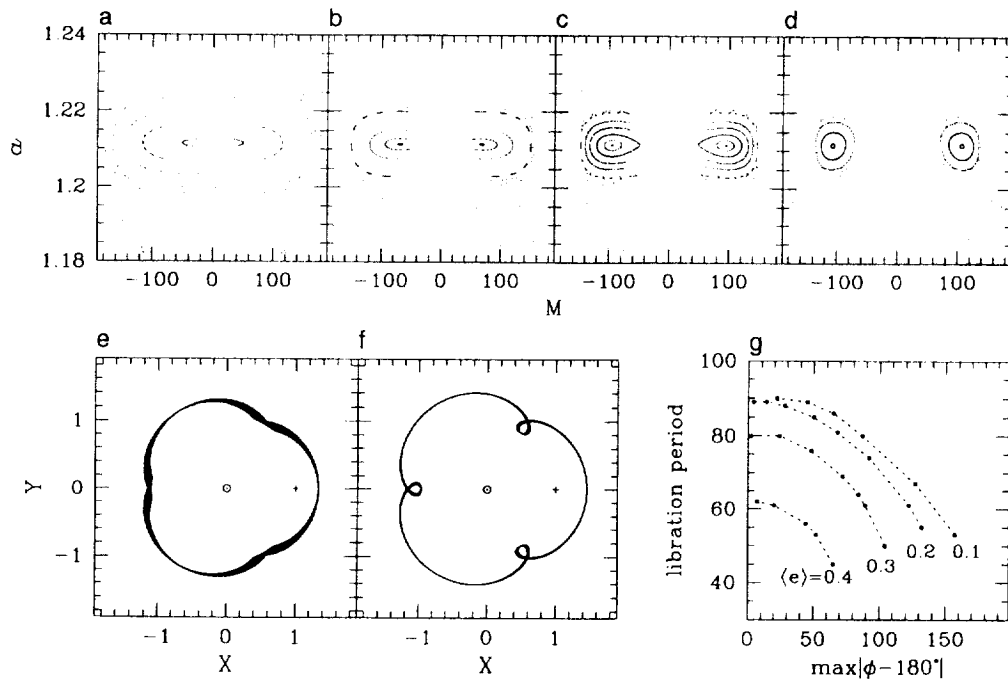 a b c d
1.24
1.22
1.2
1.18
α
-100 0 100 -100 0 100 -100 0 100 -100 0 100
M
e f g
1
0
-1
Y
-1 0 1 -1 0 1
X X
100
80
60
40
libration period
⟨e⟩=0.4 0.3 0.2 0.1
0 50 100 150
max|ϕ-180°|